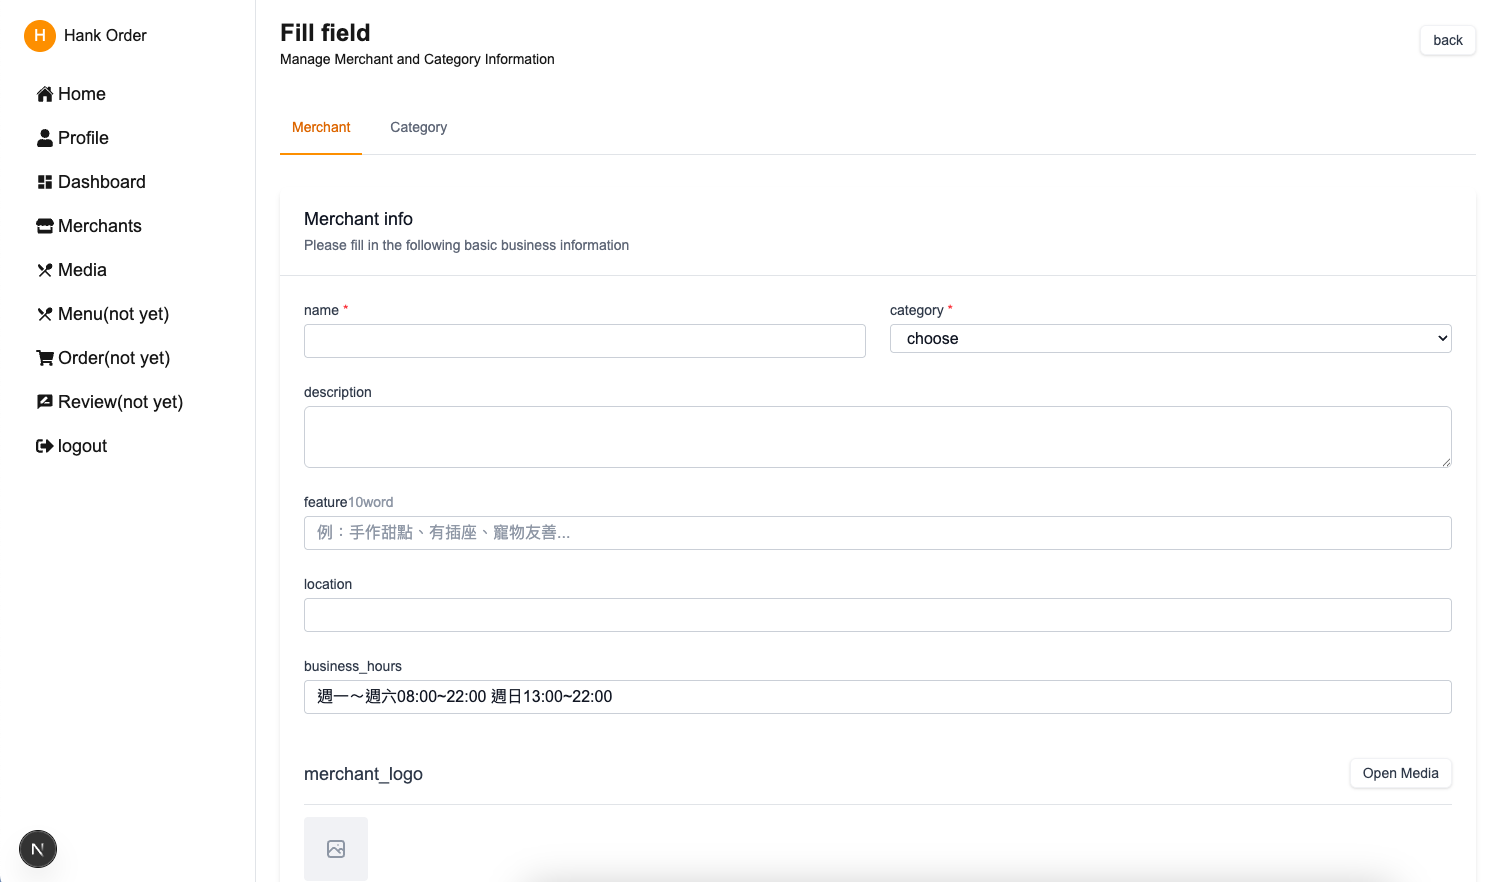 H Hank Order
Home
Profile
Dashboard
Merchants
Media
Menu(not yet)
Order(not yet)
Review(not yet)
logout
N
Fill field
Manage Merchant and Category Information
back
Merchant Category
Merchant info
Please fill in the following basic business information
name *
category *
choose
description
feature10word
例：手作甜點、有插座、寵物友善...
location
business_hours
週一～週六08:00~22:00 週日13:00~22:00
merchant_logo
Open Media